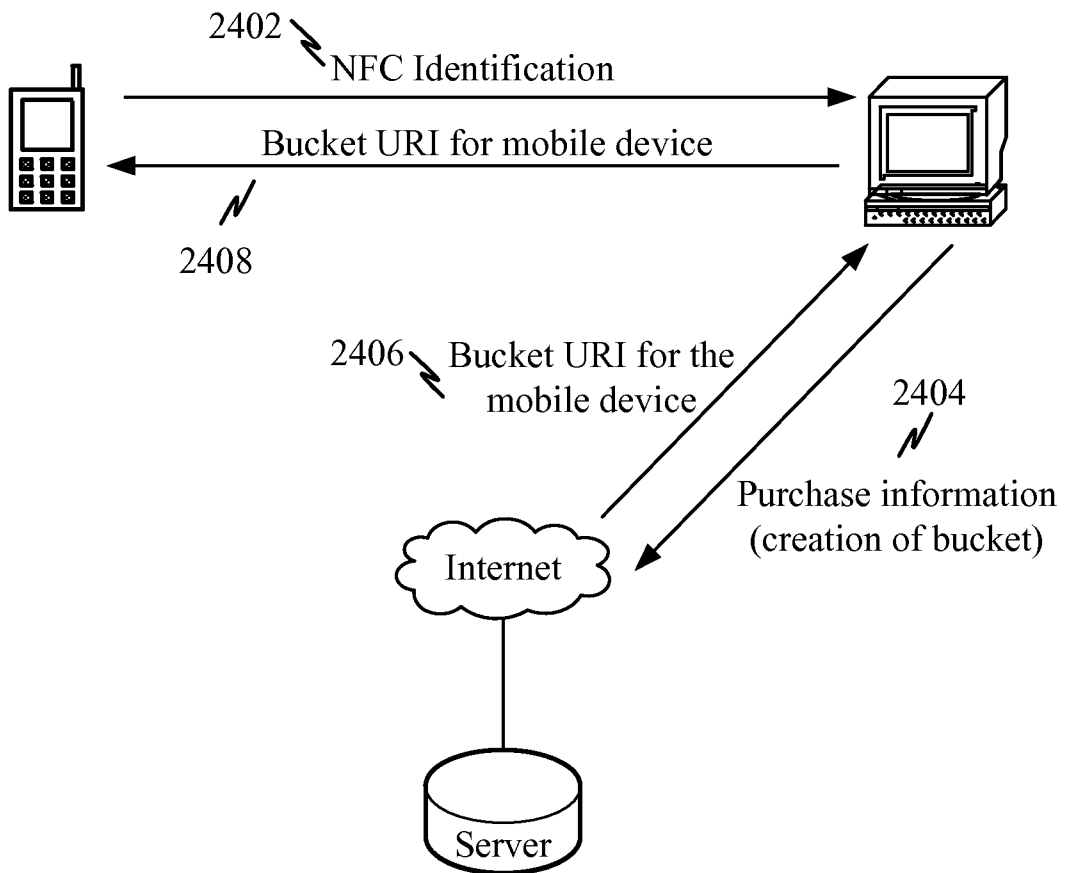 2402
NFC Identification
Bucket URI for mobile device
2408
2406
Bucket URI for the
mobile device
2404
Purchase information
(creation of bucket)
Internet
Server